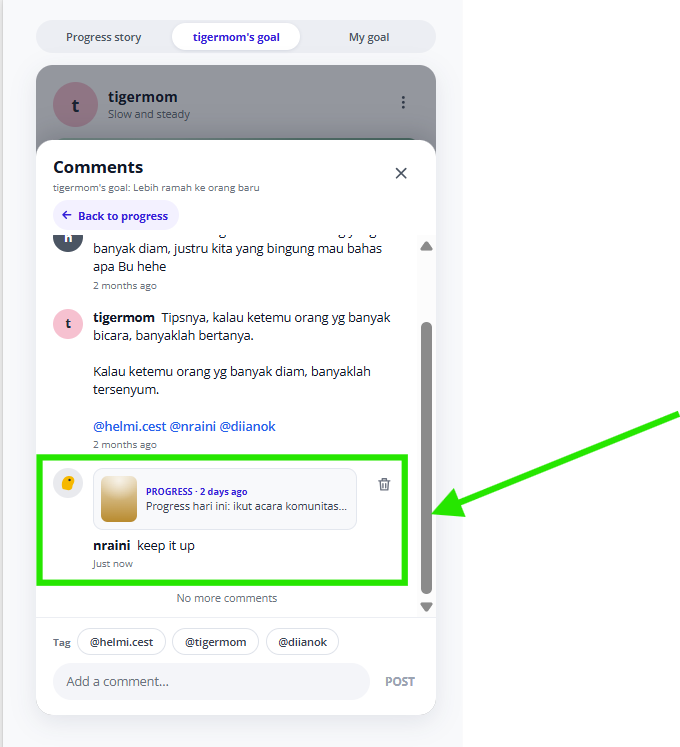 Progress story
tigermom's goal
My goal
t
tigermom
Slow and steady
Comments
tigermom's goal: Lebih ramah ke orang baru
Back to progress
banyak diam, justru kita yang bingung mau bahas
apa Bu hehe
2 months ago
t
tigermom Tipsnya, kalau ketemu orang yg banyak
bicara, banyaklah bertanya.
Kalau ketemu orang yg banyak diam, banyaklah
tersenyum.
@helmi.cest @nraini @diianok
2 months ago
PROGRESS · 2 days ago
Progress hari ini: ikut acara komunitas...
nraini keep it up
Just now
No more comments
Tag
@helmi.cest
@tigermom
@diianok
Add a comment...
POST